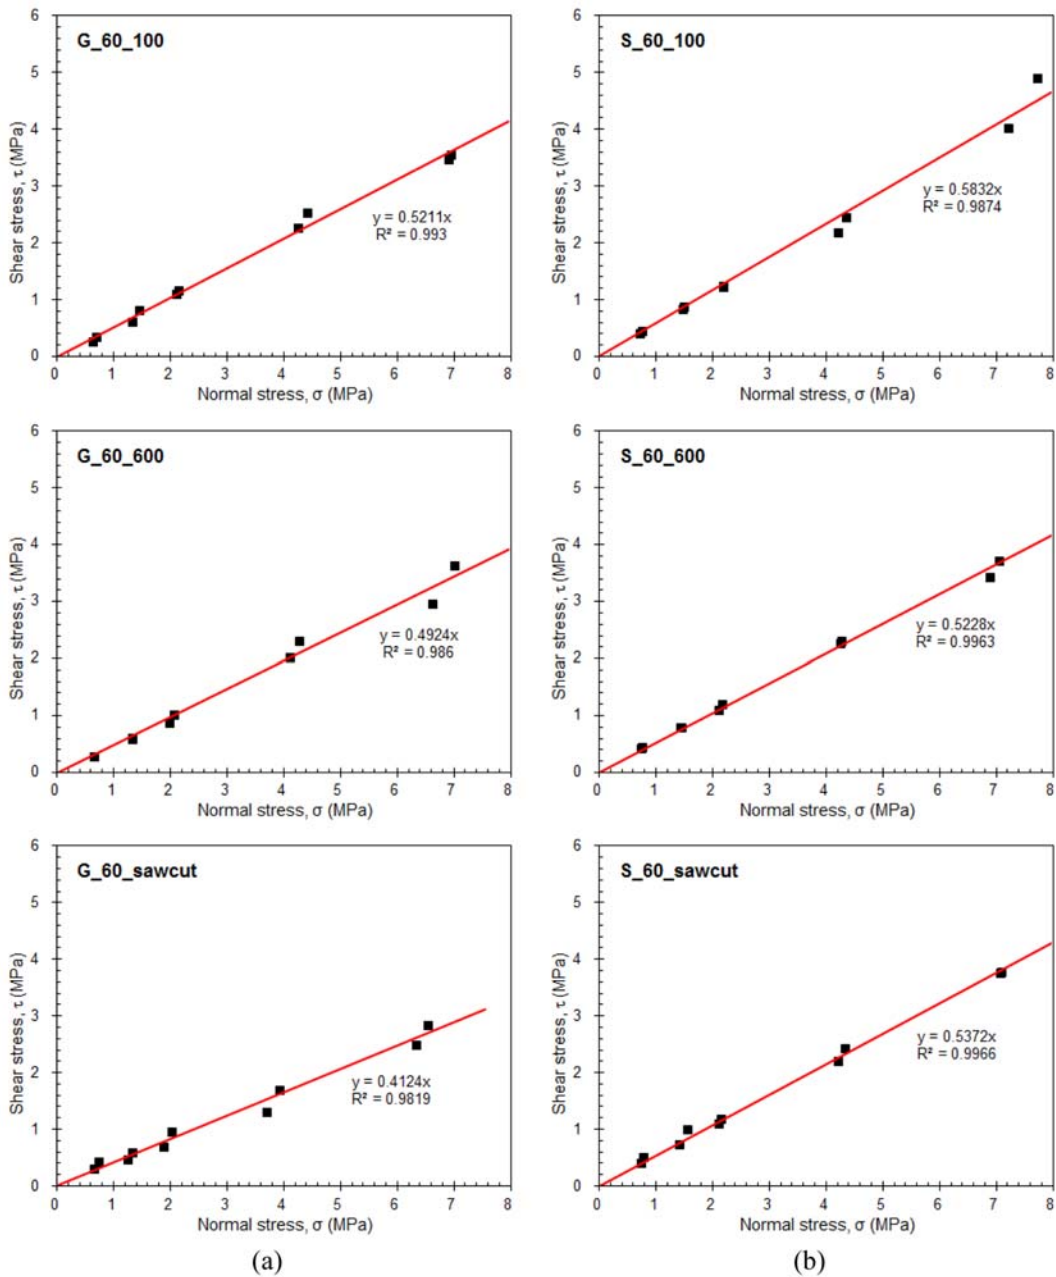 G_60_100
Shear stress, τ (MPa)
6
5
4
3
2
1
0
y = 0.5211x
R² = 0.993
0 1 2 3 4 5 6 7 8
Normal stress, σ (MPa)
S_60_100
Shear stress, τ (MPa)
6
5
4
3
2
1
0
y = 0.5832x
R² = 0.9874
0 1 2 3 4 5 6 7 8
Normal stress, σ (MPa)
G_60_600
Shear stress, τ (MPa)
6
5
4
3
2
1
0
y = 0.4924x
R² = 0.986
0 1 2 3 4 5 6 7 8
Normal stress, σ (MPa)
S_60_600
Shear stress, τ (MPa)
6
5
4
3
2
1
0
y = 0.5228x
R² = 0.9963
0 1 2 3 4 5 6 7 8
Normal stress, σ (MPa)
G_60_sawcut
Shear stress, τ (MPa)
6
5
4
3
2
1
0
y = 0.4124x
R² = 0.9819
0 1 2 3 4 5 6 7 8
Normal stress, σ (MPa)
S_60_sawcut
Shear stress, τ (MPa)
6
5
4
3
2
1
0
y = 0.5372x
R² = 0.9966
0 1 2 3 4 5 6 7 8
Normal stress, σ (MPa)
(a)
(b)